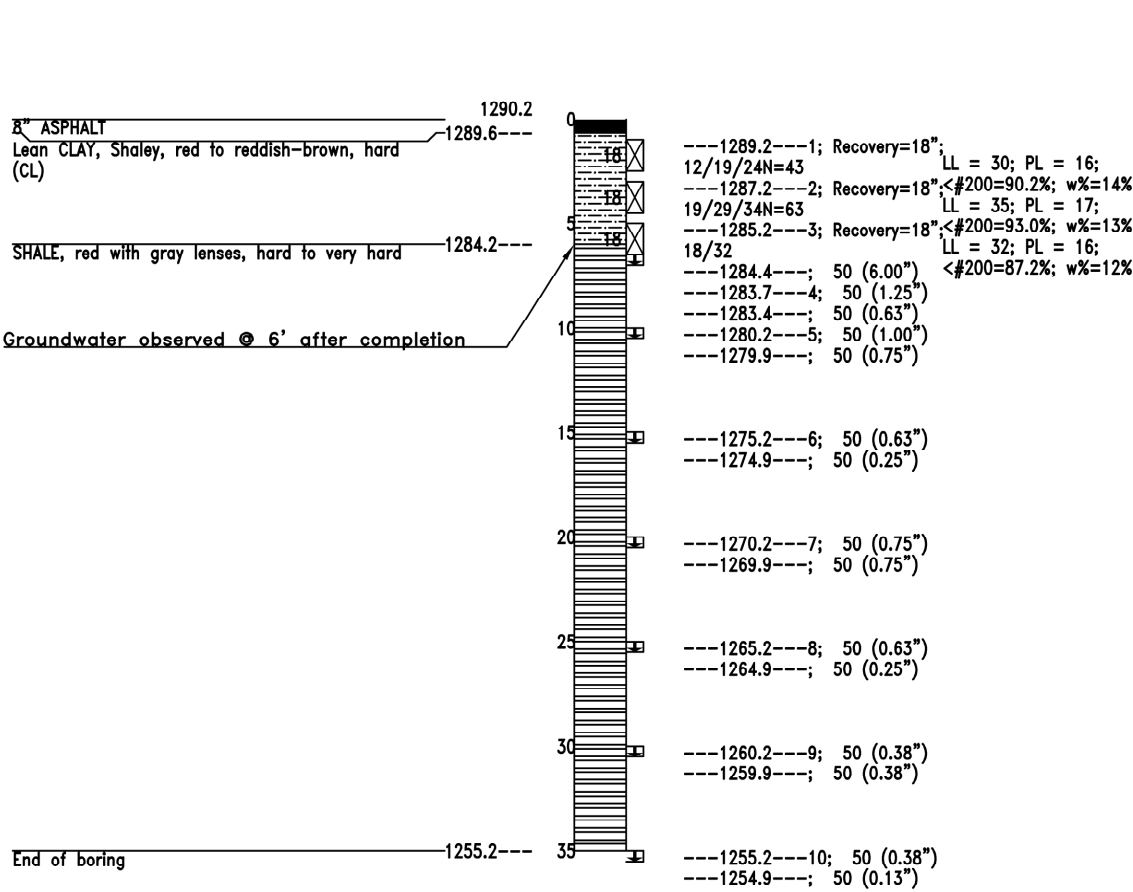 1290.2
8" ASPHALT
1289.6---
Lean CLAY, Shaley, red to reddish-brown, hard
(CL)
1284.2---
SHALE, red with gray lenses, hard to very hard
Groundwater observed @ 6' after completion
1255.2---
End of boring
0
5
10
15
20
25
30
35
18
18
18
---1289.2---1; Recovery=18";
12/19/24N=43
LL = 30; PL = 16;
<#200=90.2%; w%=14%
---1287.2---2; Recovery=18";
19/29/34N=63
LL = 35; PL = 17;
<#200=93.0%; w%=13%
---1285.2---3; Recovery=18";
18/32
LL = 32; PL = 16;
<#200=87.2%; w%=12%
---1284.4---; 50 (6.00")
---1283.7---4; 50 (1.25")
---1283.4---; 50 (0.63")
---1280.2---5; 50 (1.00")
---1279.9---; 50 (0.75")
---1275.2---6; 50 (0.63")
---1274.9---; 50 (0.25")
---1270.2---7; 50 (0.75")
---1269.9---; 50 (0.75")
---1265.2---8; 50 (0.63")
---1264.9---; 50 (0.25")
---1260.2---9; 50 (0.38")
---1259.9---; 50 (0.38")
---1255.2---10; 50 (0.38")
---1254.9---; 50 (0.13")